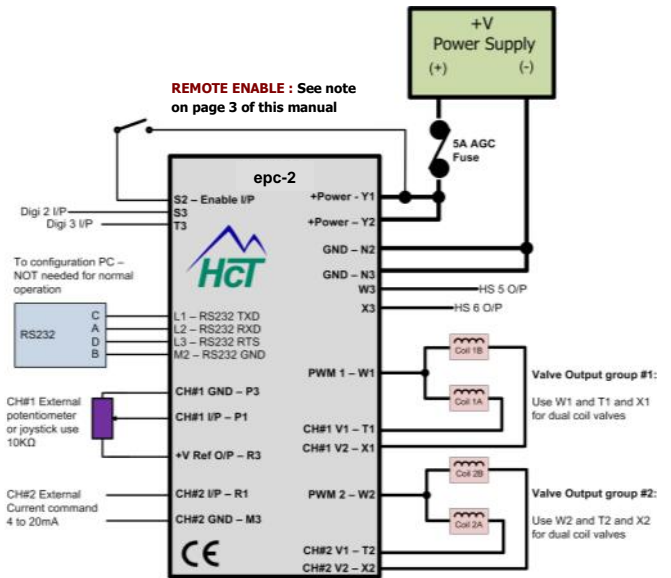 +V
Power Supply
(+) (-)
REMOTE ENABLE : See note
on page 3 of this manual
5A AGC
Fuse
epc-2
S2 – Enable I/P
+Power - Y1
Digi 2 I/P
S3
+Power – Y2
Digi 3 I/P
T3
GND – N2
HCT
GND – N3
W3
HS 5 O/P
X3
HS 6 O/P
To configuration PC –
NOT needed for normal
operation
RS232
C
A
D
B
L1 – RS232 TXD
L2 – RS232 RXD
L3 – RS232 RTS
M2 – RS232 GND
PWM 1 – W1
Coil 1B
Coil 1A
Valve Output group #1:
Use W1 and T1 and X1
for dual coil valves
CH#1 GND – P3
CH#1 External
potentiometer
or joystick use
10KΩ
CH#1 I/P – P1
CH#1 V1 – T1
CH#1 V2 – X1
+V Ref O/P – R3
Coil 2B
Coil 2A
CH#2 External
Current command
4 to 20mA
CH#2 I/P – R1
PWM 2 – W2
Valve Output group #2:
Use W2 and T2 and X2
for dual coil valves
CH#2 GND – M3
CE
CH#2 V1 – T2
CH#2 V2 – X2